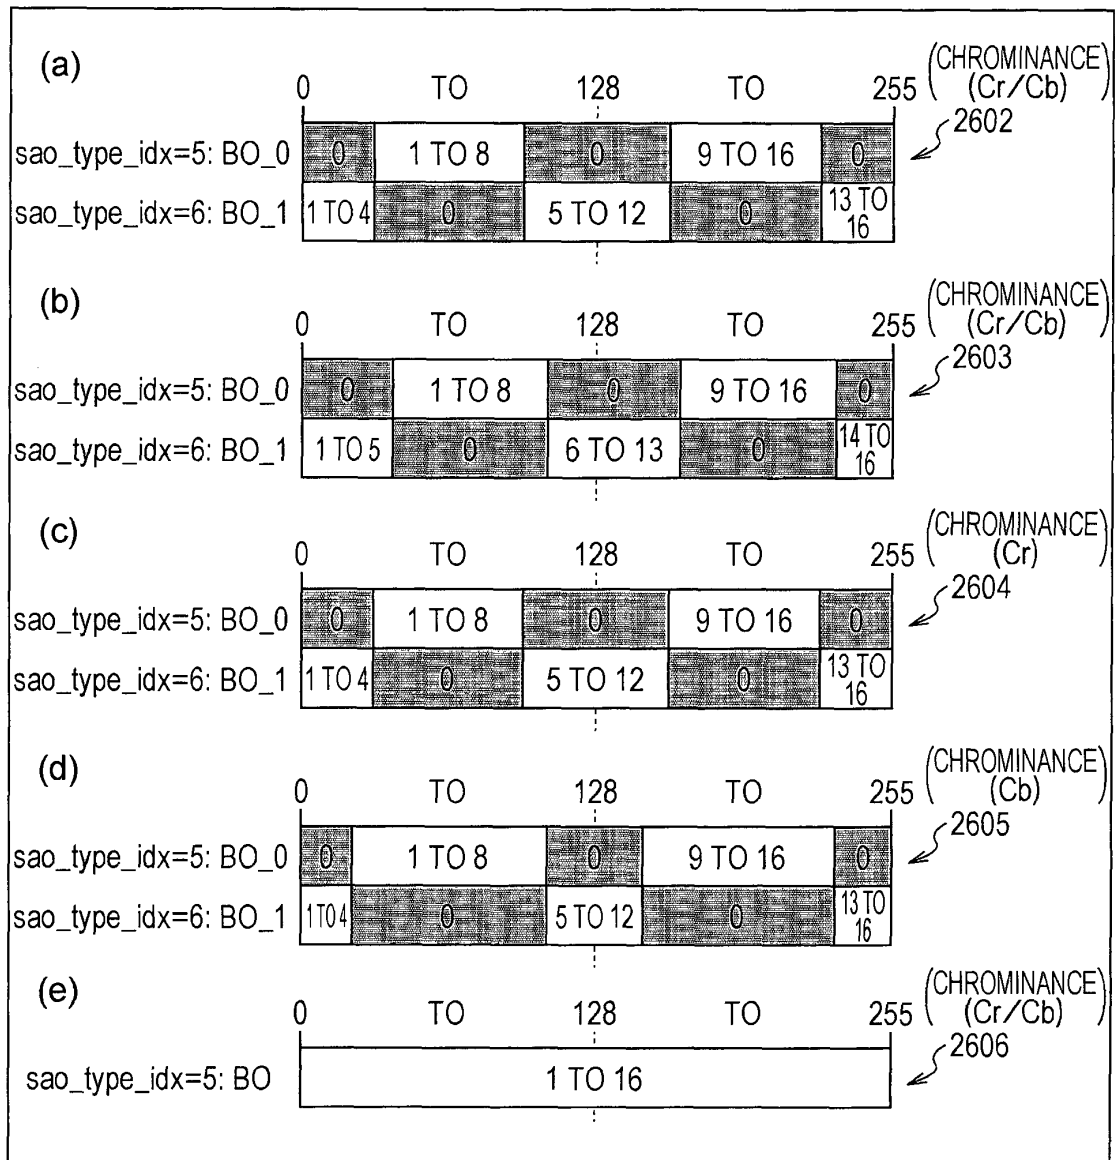 (a)
0 TO 128 TO 255 (CHROMINANCE)
(Cr/Cb)
2602
sao_type_idx=5: BO_0 0 1 TO 8 0 9 TO 16 0
sao_type_idx=6: BO_1 1 TO 4 0 5 TO 12 0 13 TO
16
(b)
0 TO 128 TO 255 (CHROMINANCE)
(Cr/Cb)
2603
sao_type_idx=5: BO_0 0 1 TO 8 0 9 TO 16 0
sao_type_idx=6: BO_1 1 TO 5 0 6 TO 13 0 14 TO
16
(c)
0 TO 128 TO 255 (CHROMINANCE)
(Cr)
2604
sao_type_idx=5: BO_0 0 1 TO 8 0 9 TO 16 0
sao_type_idx=6: BO_1 1 TO 4 0 5 TO 12 0 13 TO
16
(d)
0 TO 128 TO 255 (CHROMINANCE)
(Cb)
2605
sao_type_idx=5: BO_0 0 1 TO 8 0 9 TO 16 0
sao_type_idx=6: BO_1 1 TO 4 0 5 TO 12 0 13 TO
16
(e)
0 TO 128 TO 255 (CHROMINANCE)
(Cr/Cb)
2606
sao_type_idx=5: BO 1 TO 16